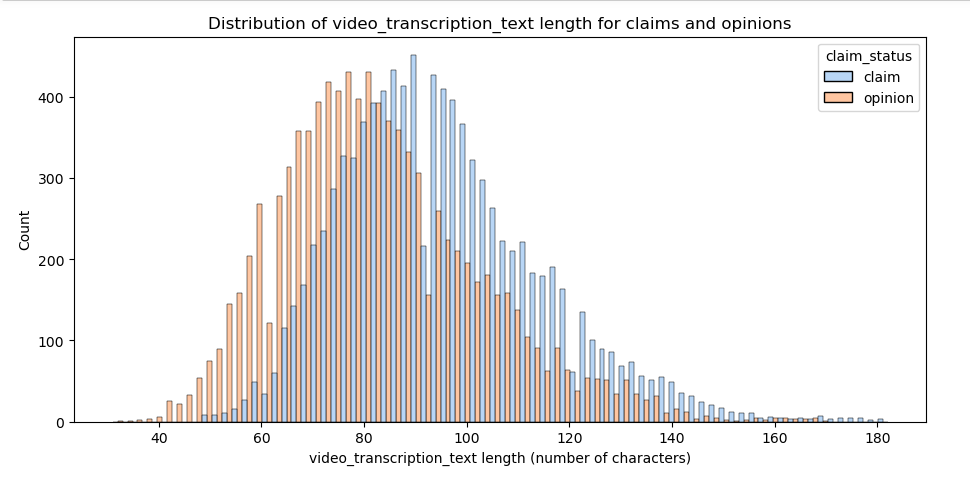 Distribution of video_transcription_text length for claims and opinions
claim_status
claim
opinion
400
300
200
100
0
Count
40 60 80 100 120 140 160 180
video_transcription_text length (number of characters)